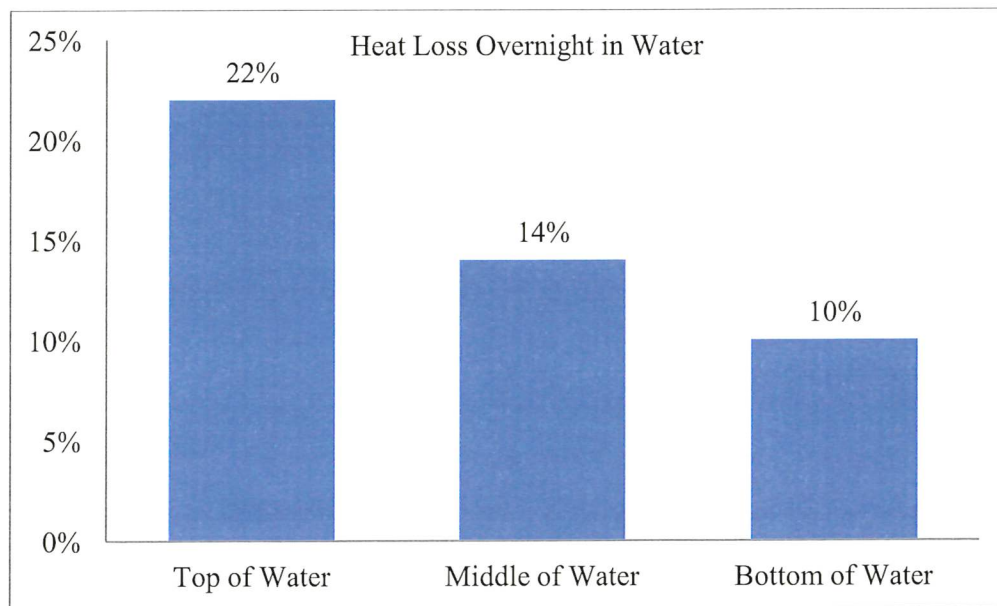 Heat Loss Overnight in Water
25%
20%
15%
10%
5%
0%
22%
14%
10%
Top of Water
Middle of Water
Bottom of Water